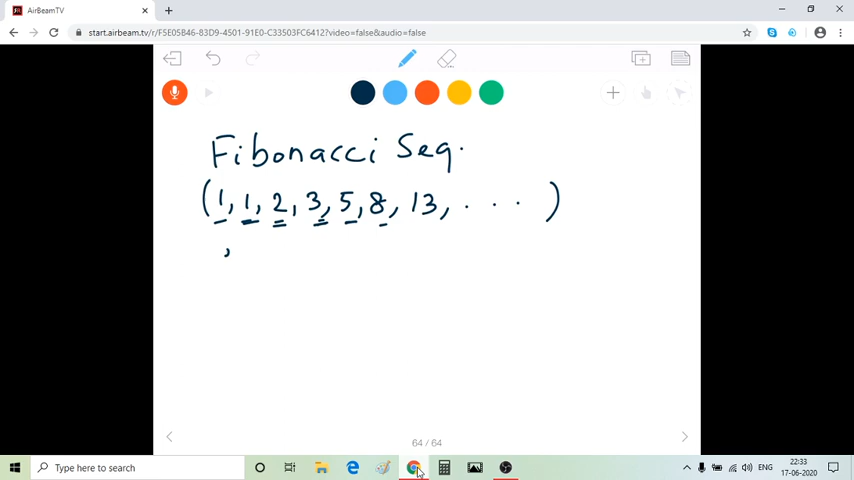 AirBeamTV
start.airbeam.tv/r/F5E05B46-83D9-4501-91E0-C33503FC6412?video=false&audio=false
Fibonacci Seq.
(1, 1, 2, 3, 5, 8, 13, . . . )
,
64 / 64
Type here to search
ENG
22:33
17-06-2020